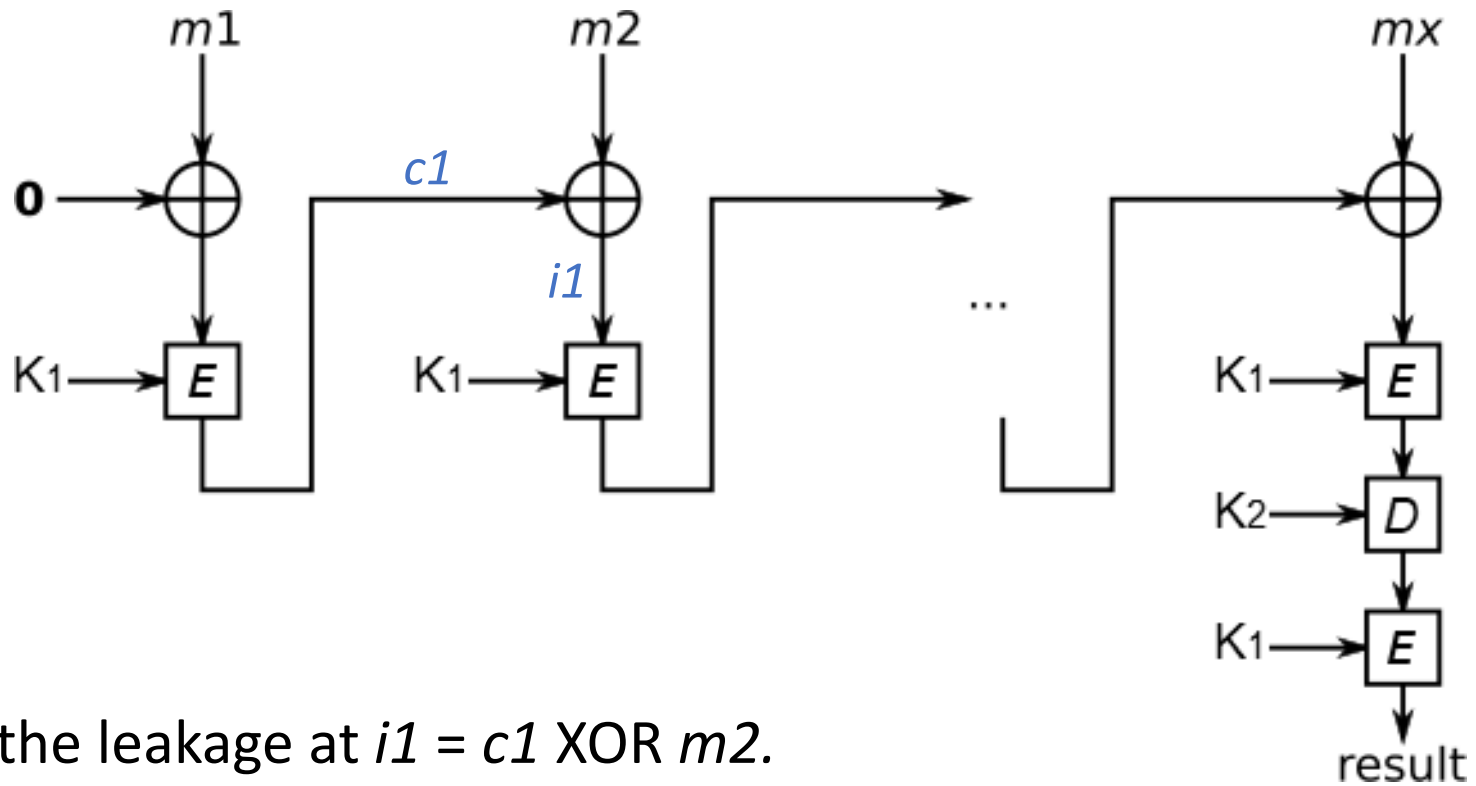 m1 m2 mx
c1
0
i1
...
K1 E K1 E K1 E
K2 D
K1 E
the leakage at i1 = c1 XOR m2.
result